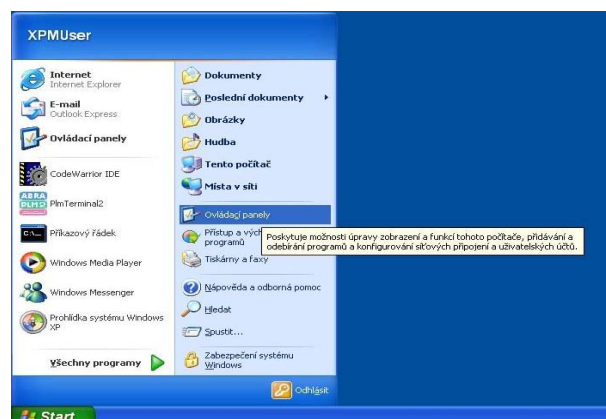 XPMUser
Internet
Internet Explorer
E-mail
Outlook Express
Ovládací panely
CodeWarrior IDE
ABRA
PLMS
PlmTerminal2
Příkazový řádek
Windows Media Player
Windows Messenger
Prohlídka systému Windows
XP
Všechny programy
Dokumenty
Poslední dokumenty
Obrázky
Hudba
Tento počítač
Místa v síti
Ovládací panely
Přístup a vých
programů
Poskytuje možnosti úpravy zobrazení a funkcí tohoto počítače, přidávání a
odebírání programů a konfigurování síťových připojení a uživatelských účtů.
Tiskárny a faxy
Nápověda a odborná pomoc
Hledat
Spustit...
Zabezpečení systému
Windows
Odhlásit
Start